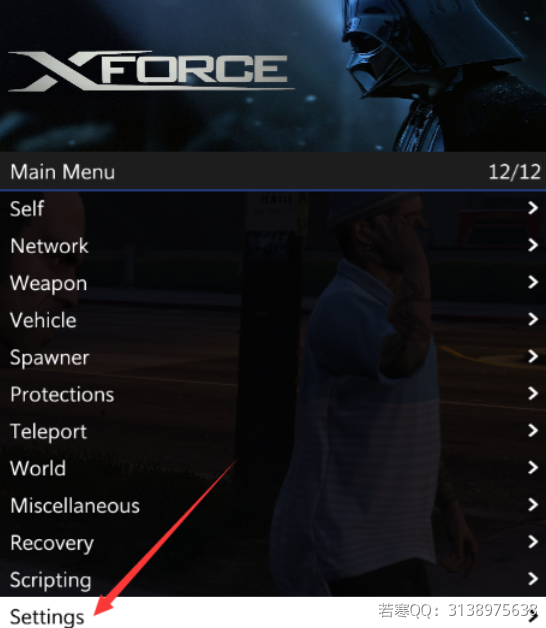 XFORCE
Main Menu 12/12
Self
Network
Weapon
Vehicle
Spawner
Protections
Teleport
World
Miscellaneous
Recovery
Scripting
Settings
若寒QQ：3138975638